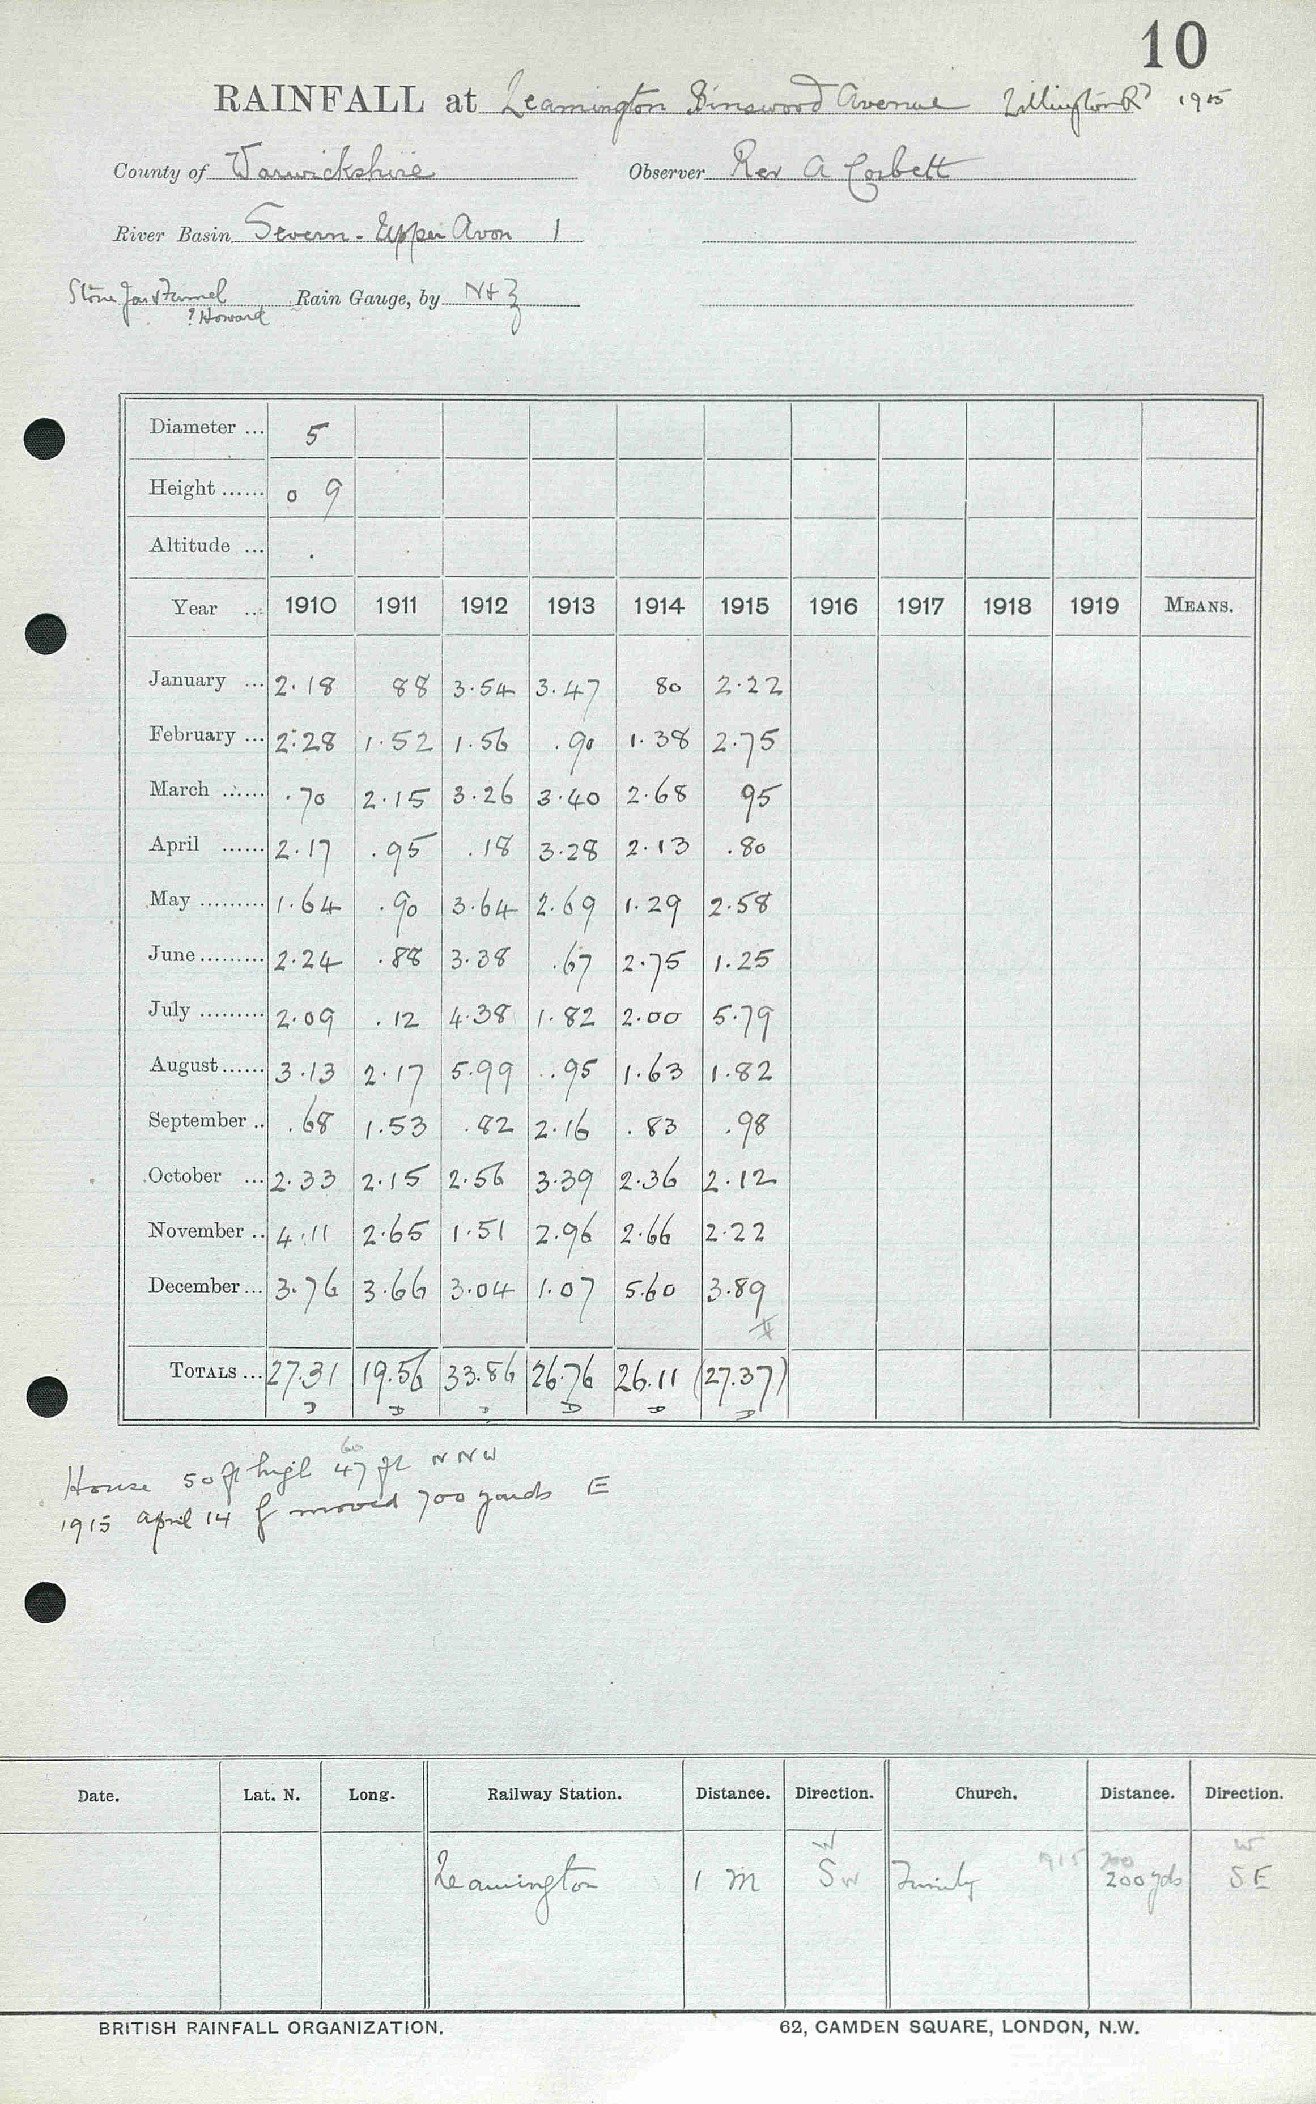 10
RAINFALL at Leamington Binswood Avenue Lillington Rd 1915
County of Warwickshire Observer Rev A Corbett
River Basin Severn - Upper Avon 1
Stone Jar & Funnel Rain Gauge, by N & Z
? Howard
Diameter ... 5
Height ...... 0 9
Altitude ... .
Year ... 1910 1911 1912 1913 1914 1915 1916 1917 1918 1919 MEANS.
January ... 2.18 88 3.54 3.47 80 2.22
February ... 2.28 1.52 1.56 .90 1.38 2.75
March ...... .70 2.15 3.26 3.40 2.68 95
April ...... 2.17 .95 .18 3.28 2.13 .80
May ......... 1.64 .90 3.64 2.69 1.29 2.58
June ......... 2.24 .88 3.38 .67 2.75 1.25
July ......... 2.09 .12 4.38 1.82 2.00 5.79
August ...... 3.13 2.17 5.99 .95 1.63 1.82
September .. .68 1.53 .82 2.16 .83 .98
October ... 2.33 2.15 2.56 3.39 2.36 2.12
November .. 4.11 2.65 1.51 2.96 2.66 2.22
December ... 3.76 3.66 3.04 1.07 5.60 3.89
TOTALS ... 27.31 19.56 33.86 26.76 26.11 (27.37)
60
House 50 ft high 47 ft NNW
1915 April 14 g moved 700 yards E
Date. Lat. N. Long. Railway Station. Distance. Direction. Church. Distance. Direction.
W 1915 700 W
Leamington 1 m SW Trinity 200 yds SE
BRITISH RAINFALL ORGANIZATION. 62, CAMDEN SQUARE, LONDON, N.W.